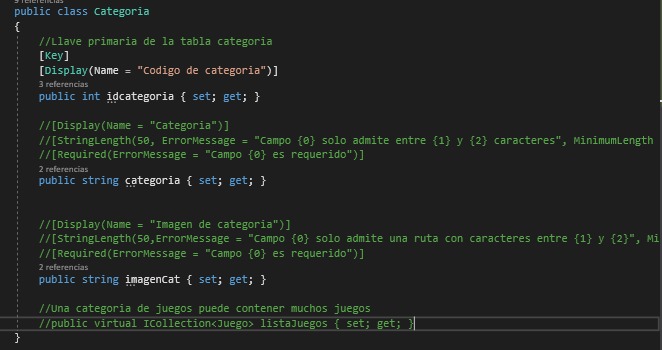 9 referencias
public class Categoria
{
//Llave primaria de la tabla categoria
[Key]
[Display(Name = "Codigo de categoria")]
3 referencias
public int idcategoria { set; get; }
//[Display(Name = "Categoria")]
//[StringLength(50, ErrorMessage = "Campo {0} solo admite entre {1} y {2} caracteres", MinimumLength
//[Required(ErrorMessage = "Campo {0} es requerido")]
2 referencias
public string categoria { set; get; }
//[Display(Name = "Imagen de categoria")]
//[StringLength(50,ErrorMessage = "Campo {0} solo admite una ruta con caracteres entre {1} y {2}", Mi
//[Required(ErrorMessage = "Campo {0} es requerido")]
2 referencias
public string imagenCat { set; get; }
//Una categoria de juegos puede contener muchos juegos
//public virtual ICollection<Juego> listaJuegos { set; get; }
}